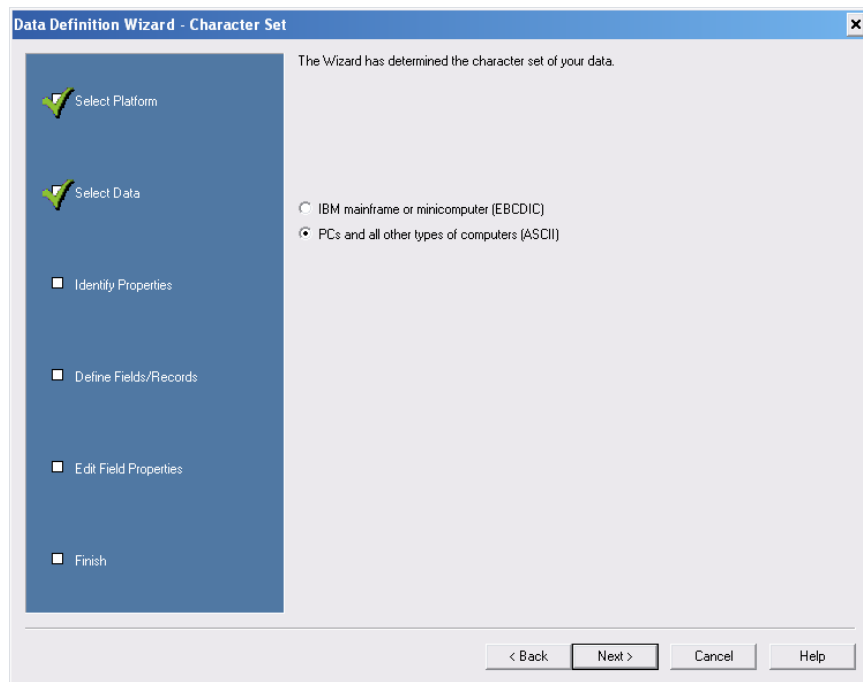 Data Definition Wizard - Character Set
Select Platform
Select Data
Identify Properties
Define Fields/Records
Edit Field Properties
Finish
The Wizard has determined the character set of your data.
IBM mainframe or minicomputer (EBCDIC)
PCs and all other types of computers (ASCII)
< Back Next > Cancel Help